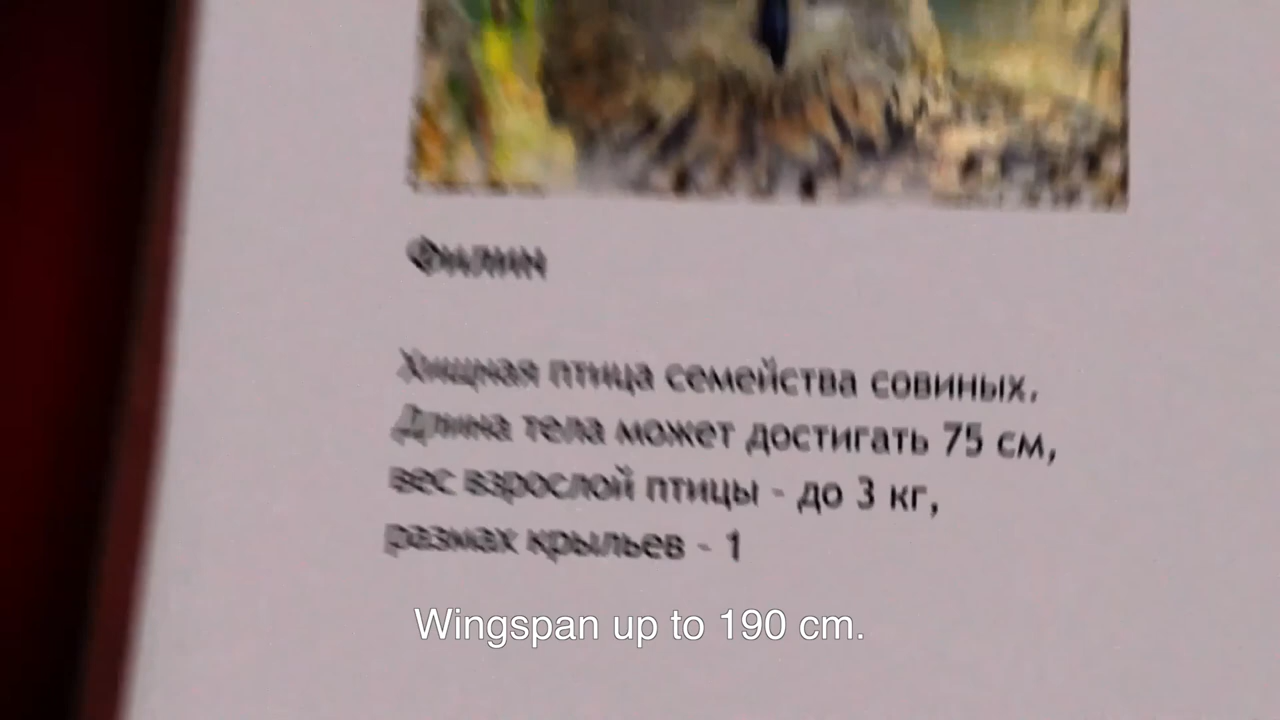 Филин
Хищная птица семейства совиных.
Длина тела может достигать 75 см,
вес взрослой птицы - до 3 кг,
размах крыльев - 1
Wingspan up to 190 cm.